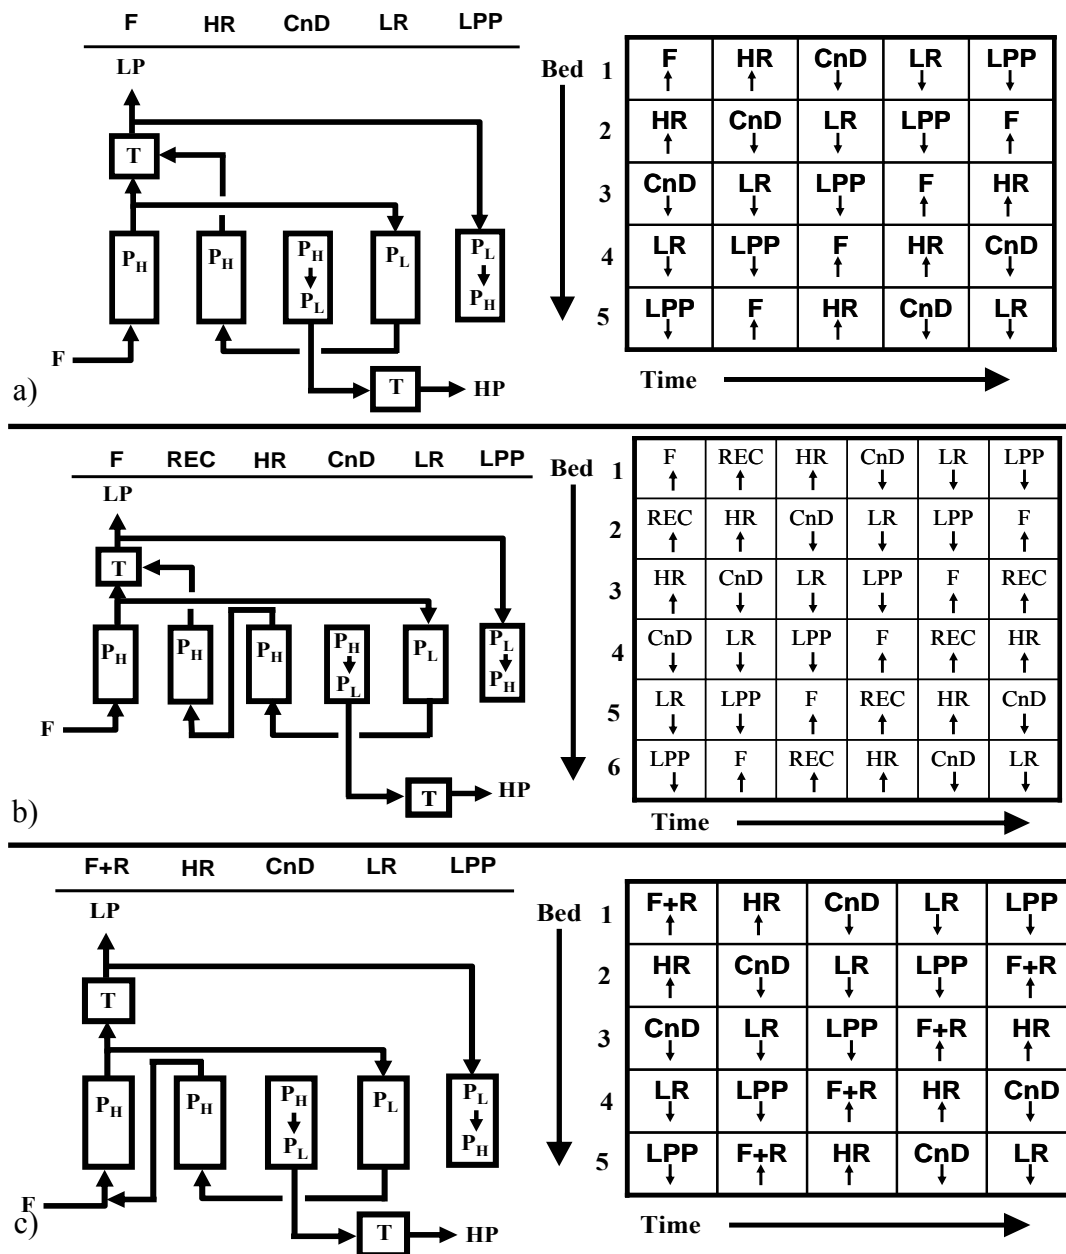 F HR CnD LR LPP
LP
T
P_H P_H P_H P_L P_L
P_L P_H
F
T HP
a)
Bed 1 F HR CnD LR LPP
2 HR CnD LR LPP F
3 CnD LR LPP F HR
4 LR LPP F HR CnD
5 LPP F HR CnD LR
Time
F REC HR CnD LR LPP
LP
T
P_H P_H P_H P_H P_L P_L
P_L P_H
F
T HP
b)
Bed 1 F REC HR CnD LR LPP
2 REC HR CnD LR LPP F
3 HR CnD LR LPP F REC
4 CnD LR LPP F REC HR
5 LR LPP F REC HR CnD
6 LPP F REC HR CnD LR
Time
F+R HR CnD LR LPP
LP
T
P_H P_H P_H P_L P_L
P_L P_H
F
T HP
c)
Bed 1 F+R HR CnD LR LPP
2 HR CnD LR LPP F+R
3 CnD LR LPP F+R HR
4 LR LPP F+R HR CnD
5 LPP F+R HR CnD LR
Time